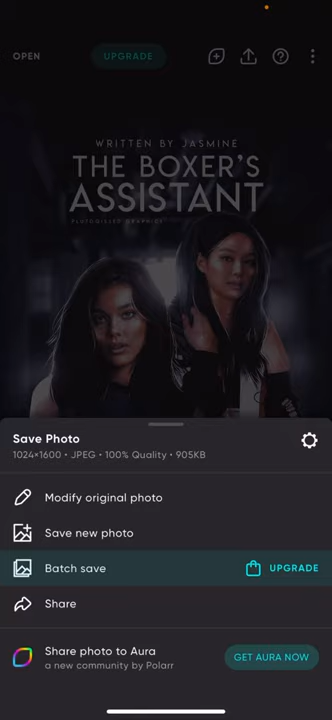 OPEN
UPGRADE
WRITTEN BY JASMINE
THE BOXER'S
ASSISTANT
Save Photo
1024×1600 • JPEG • 100% Quality • 905KB
Modify original photo
Save new photo
Batch save
UPGRADE
Share
Share photo to Aura
a new community by Polarr
GET AURA NOW